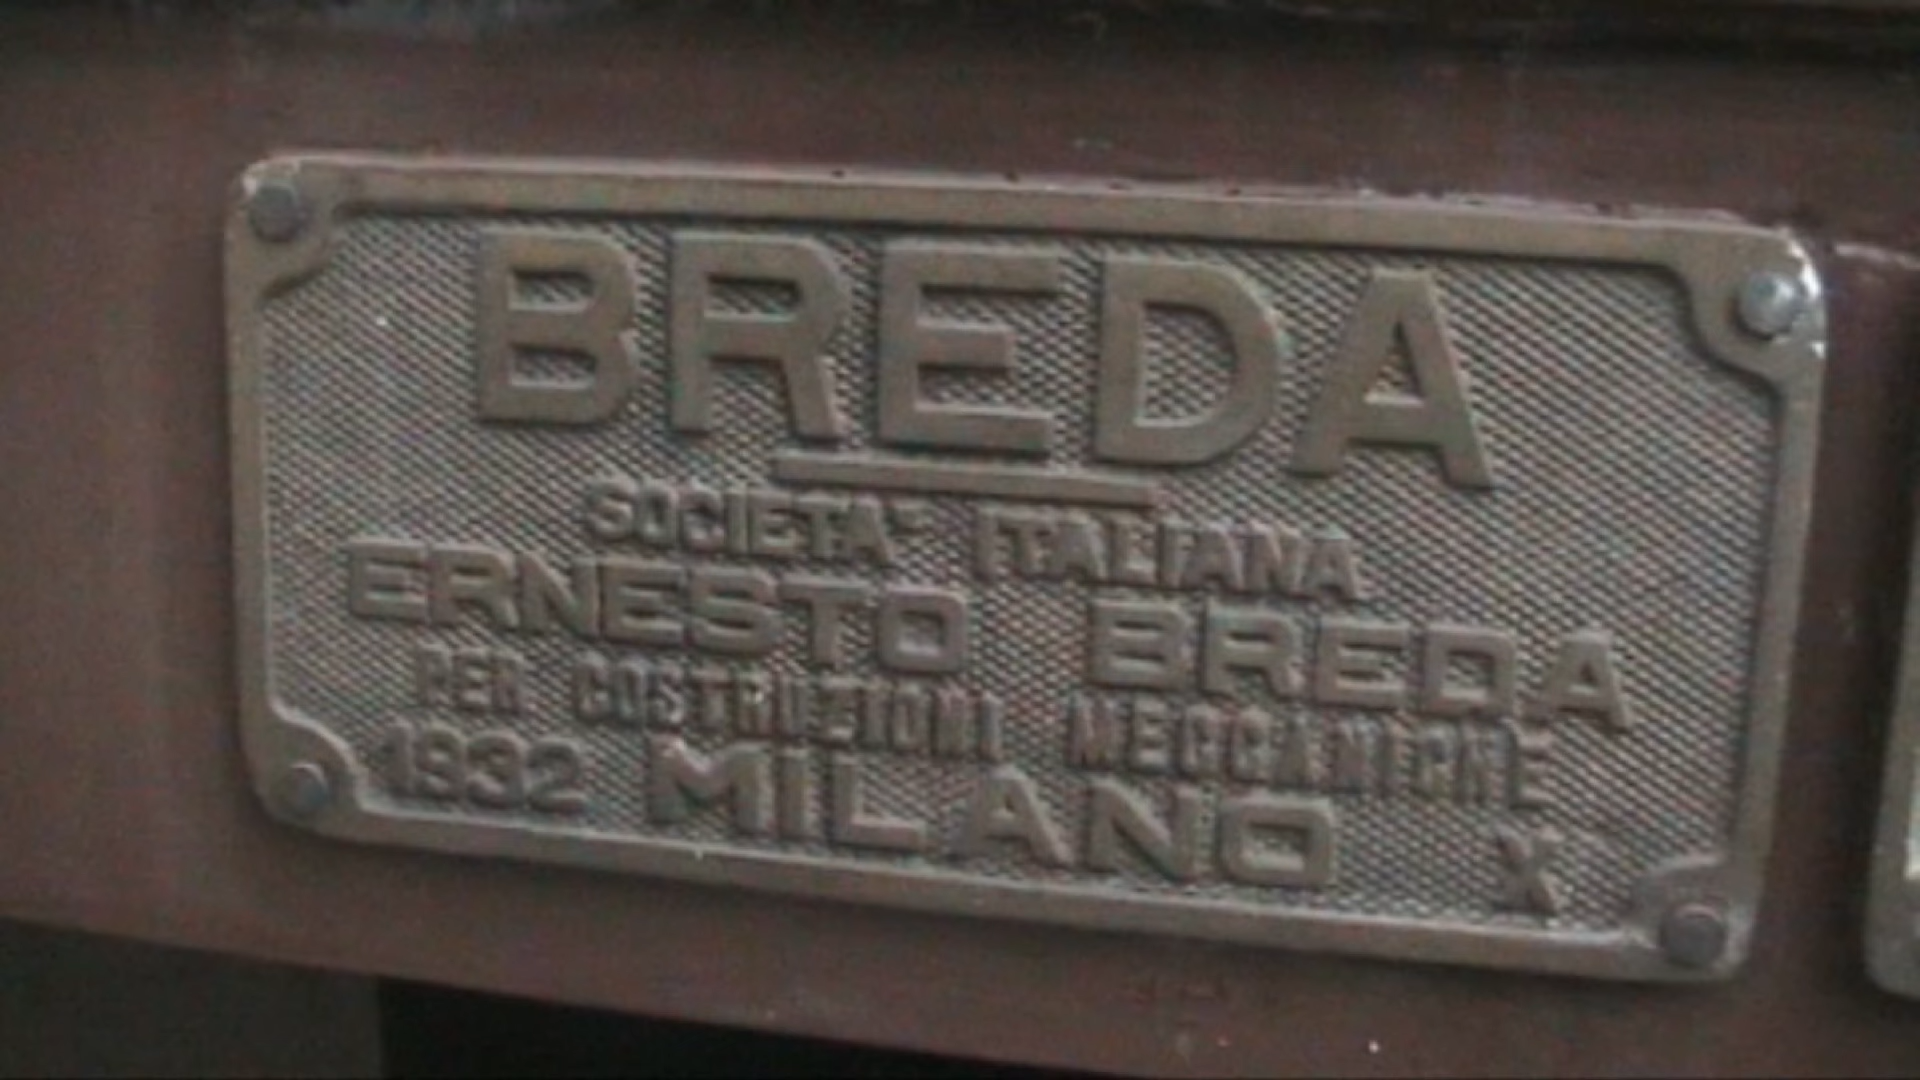 BREDA
SOCIETA' ITALIANA
ERNESTO BREDA
PER COSTRUZIONI MECCANICHE
1932 MILANO X